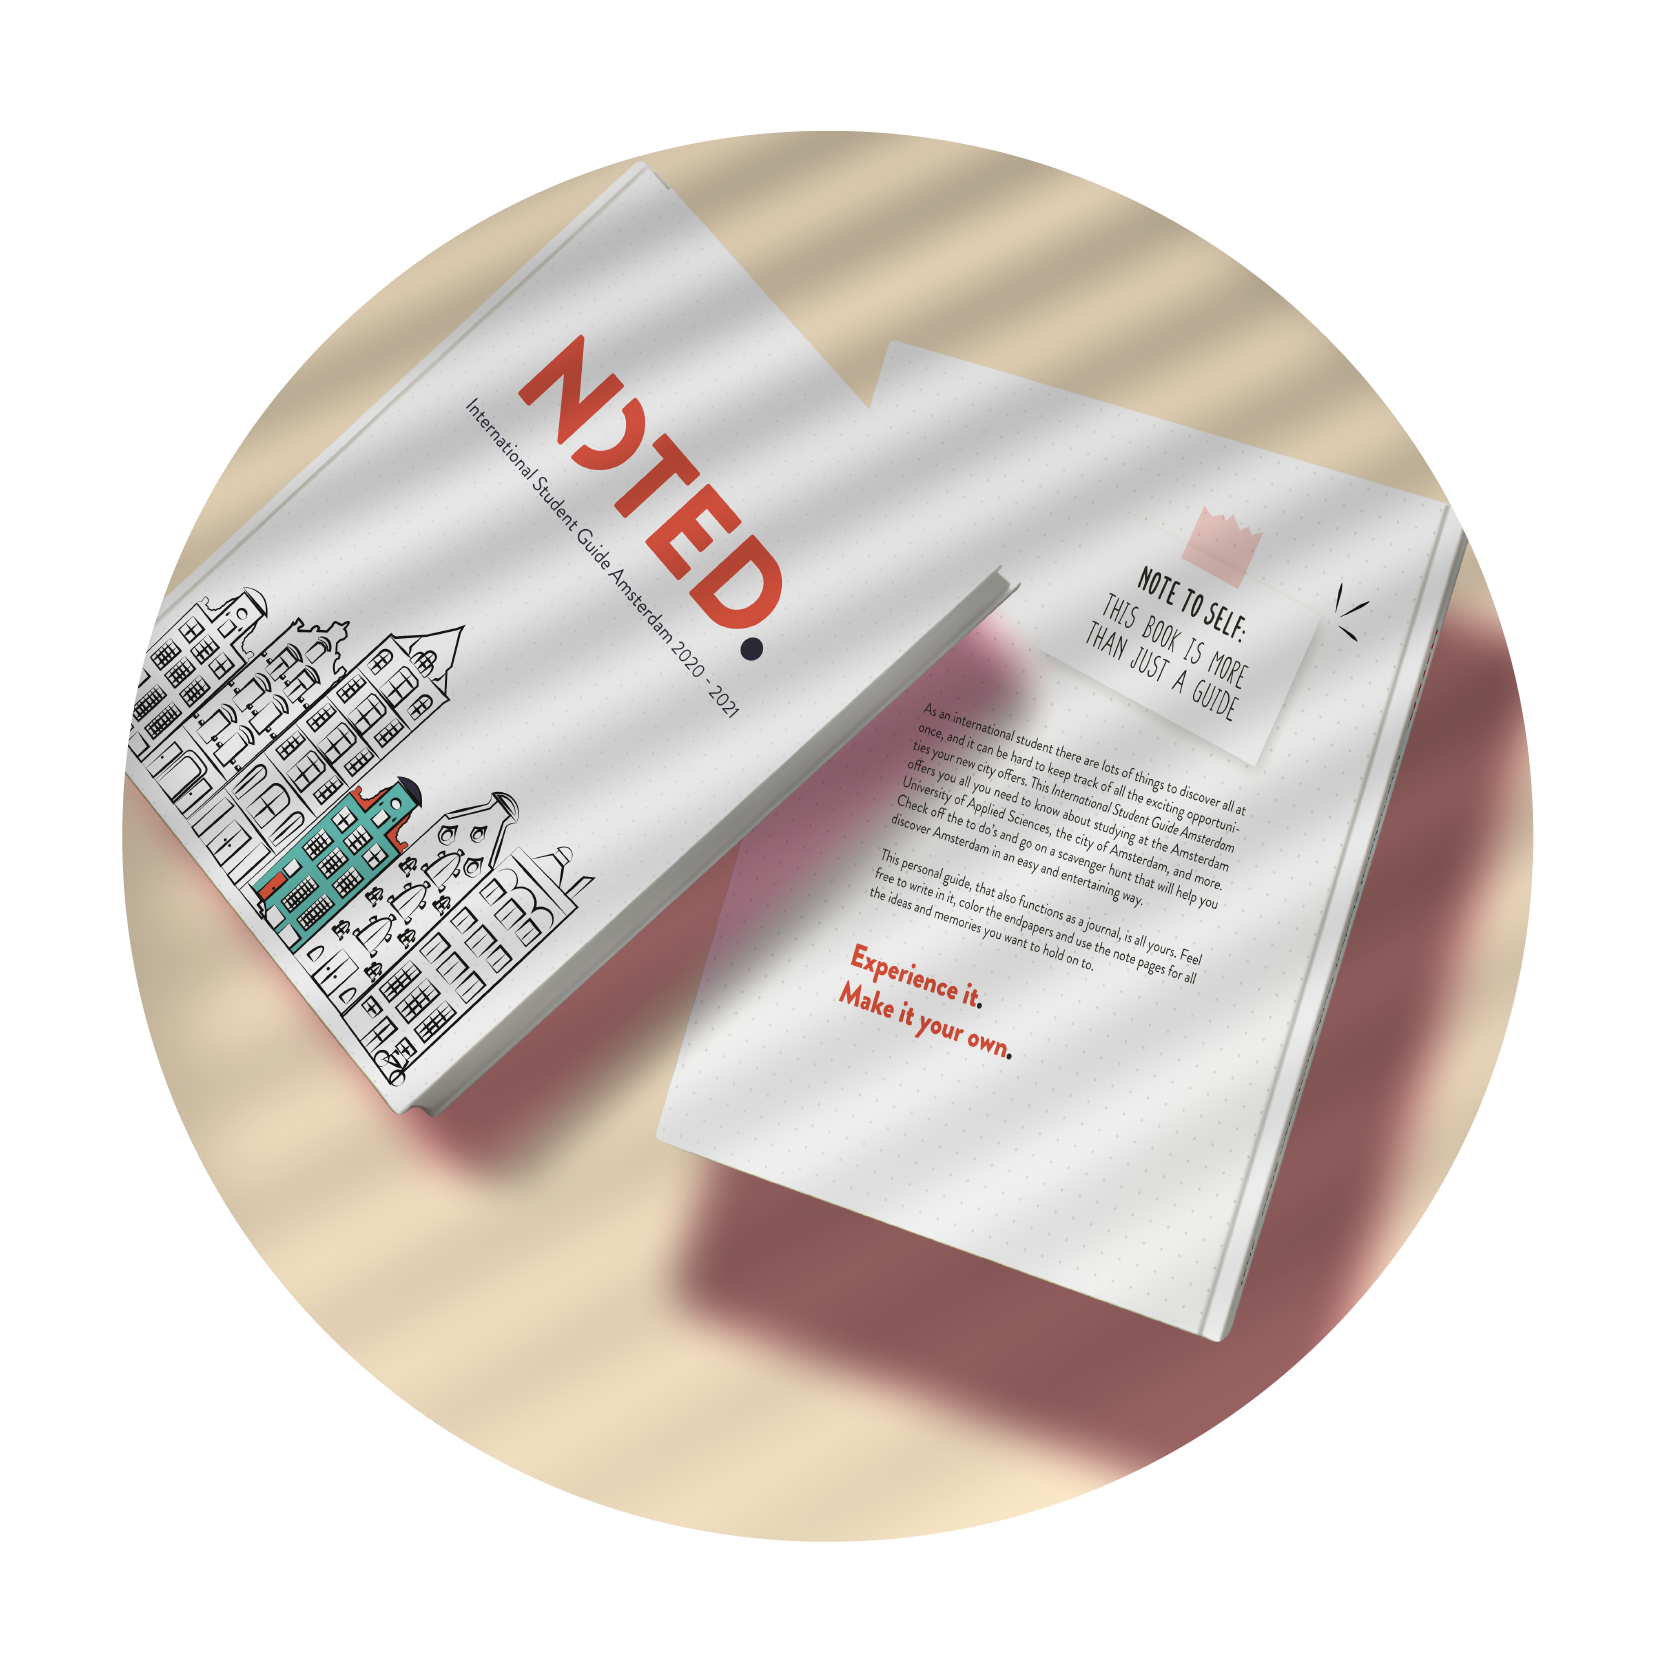 NOTED.
International Student Guide Amsterdam 2020 - 2021
NOTE TO SELF:
THIS BOOK IS MORE
THAN JUST A GUIDE
As an international student there are lots of things to discover all at
once, and it can be hard to keep track of all the exciting opportuni-
ties your new city offers. This International Student Guide Amsterdam
offers you all you need to know about studying at the Amsterdam
University of Applied Sciences, the city of Amsterdam, and more.
Check off the to do's and go on a scavenger hunt that will help you
discover Amsterdam in an easy and entertaining way.
This personal guide, that also functions as a journal, is all yours. Feel
free to write in it, color the endpapers and use the note pages for all
the ideas and memories you want to hold on to.
Experience it.
Make it your own.